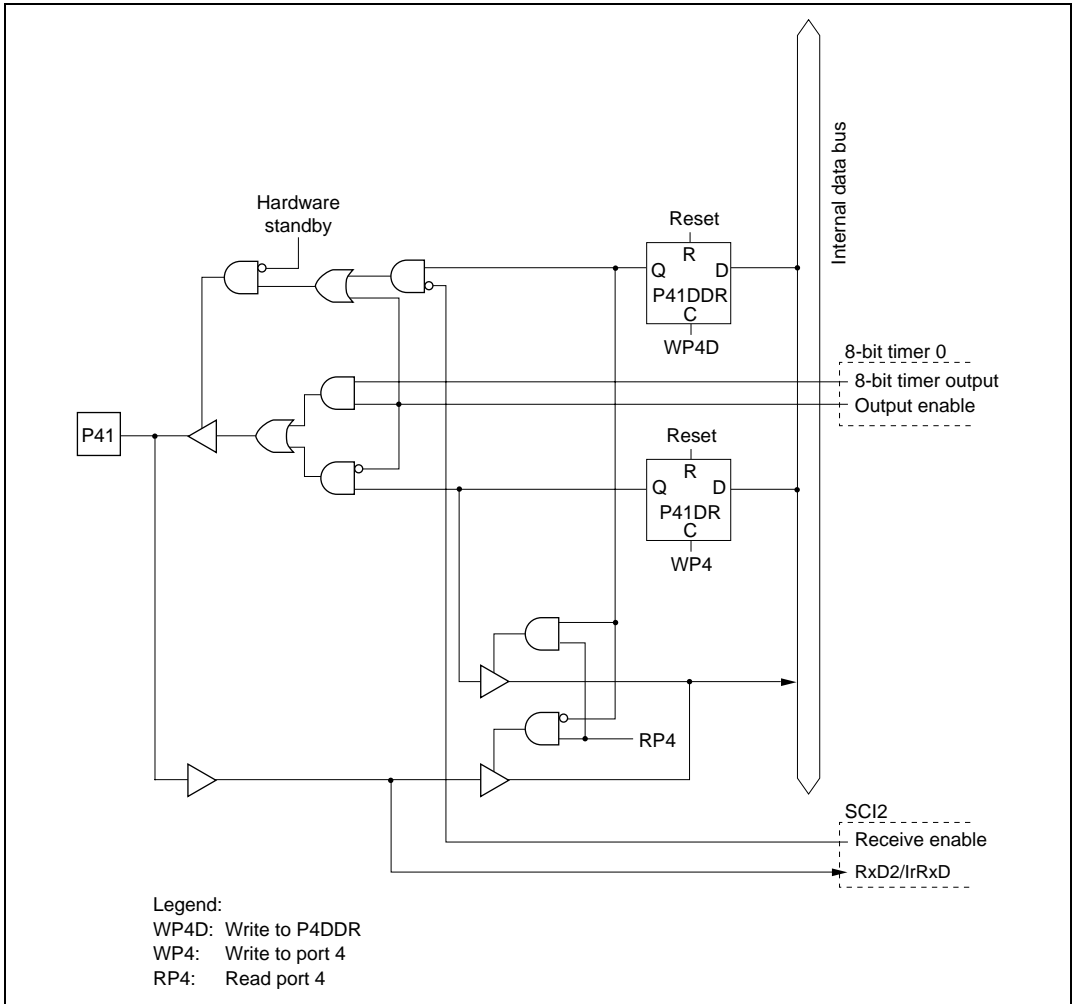 Hardware
standby
Reset
R
Q
D
P41DDR
C
WP4D
Internal data bus
8-bit timer 0
8-bit timer output
Output enable
P41
Reset
R
Q
D
P41DR
C
WP4
RP4
SCI2
Receive enable
RxD2/IrRxD
Legend:
WP4D: Write to P4DDR
WP4: Write to port 4
RP4: Read port 4